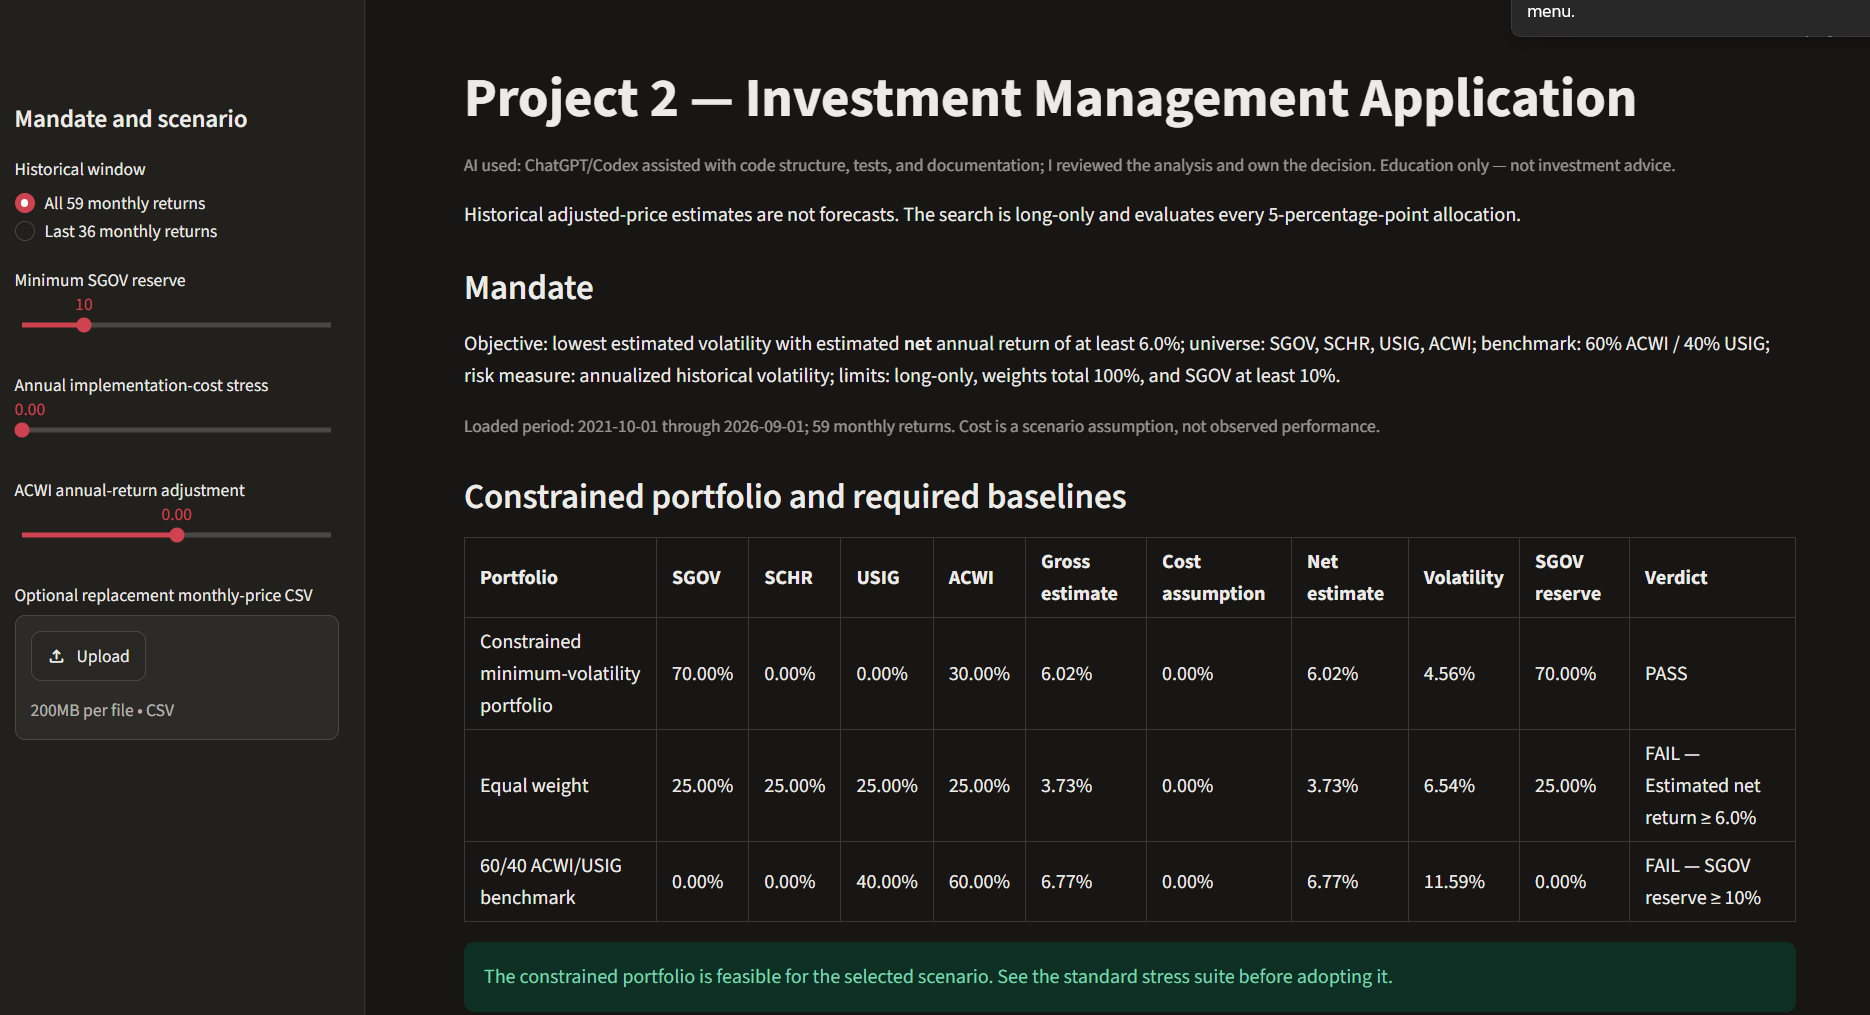 menu.
Mandate and scenario
Historical window
All 59 monthly returns
Last 36 monthly returns
Minimum SGOV reserve
10
Annual implementation-cost stress
0.00
ACWI annual-return adjustment
0.00
Optional replacement monthly-price CSV
Upload
200MB per file • CSV
Project 2 — Investment Management Application
AI used: ChatGPT/Codex assisted with code structure, tests, and documentation; I reviewed the analysis and own the decision. Education only — not investment advice.
Historical adjusted-price estimates are not forecasts. The search is long-only and evaluates every 5-percentage-point allocation.
Mandate
Objective: lowest estimated volatility with estimated net annual return of at least 6.0%; universe: SGOV, SCHR, USIG, ACWI; benchmark: 60% ACWI / 40% USIG;
risk measure: annualized historical volatility; limits: long-only, weights total 100%, and SGOV at least 10%.
Loaded period: 2021-10-01 through 2026-09-01; 59 monthly returns. Cost is a scenario assumption, not observed performance.
Constrained portfolio and required baselines
Portfolio SGOV SCHR USIG ACWI Gross estimate Cost assumption Net estimate Volatility SGOV reserve Verdict
Constrained minimum-volatility portfolio 70.00% 0.00% 0.00% 30.00% 6.02% 0.00% 6.02% 4.56% 70.00% PASS
Equal weight 25.00% 25.00% 25.00% 25.00% 3.73% 0.00% 3.73% 6.54% 25.00% FAIL — Estimated net return ≥ 6.0%
60/40 ACWI/USIG benchmark 0.00% 0.00% 40.00% 60.00% 6.77% 0.00% 6.77% 11.59% 0.00% FAIL — SGOV reserve ≥ 10%
The constrained portfolio is feasible for the selected scenario. See the standard stress suite before adopting it.